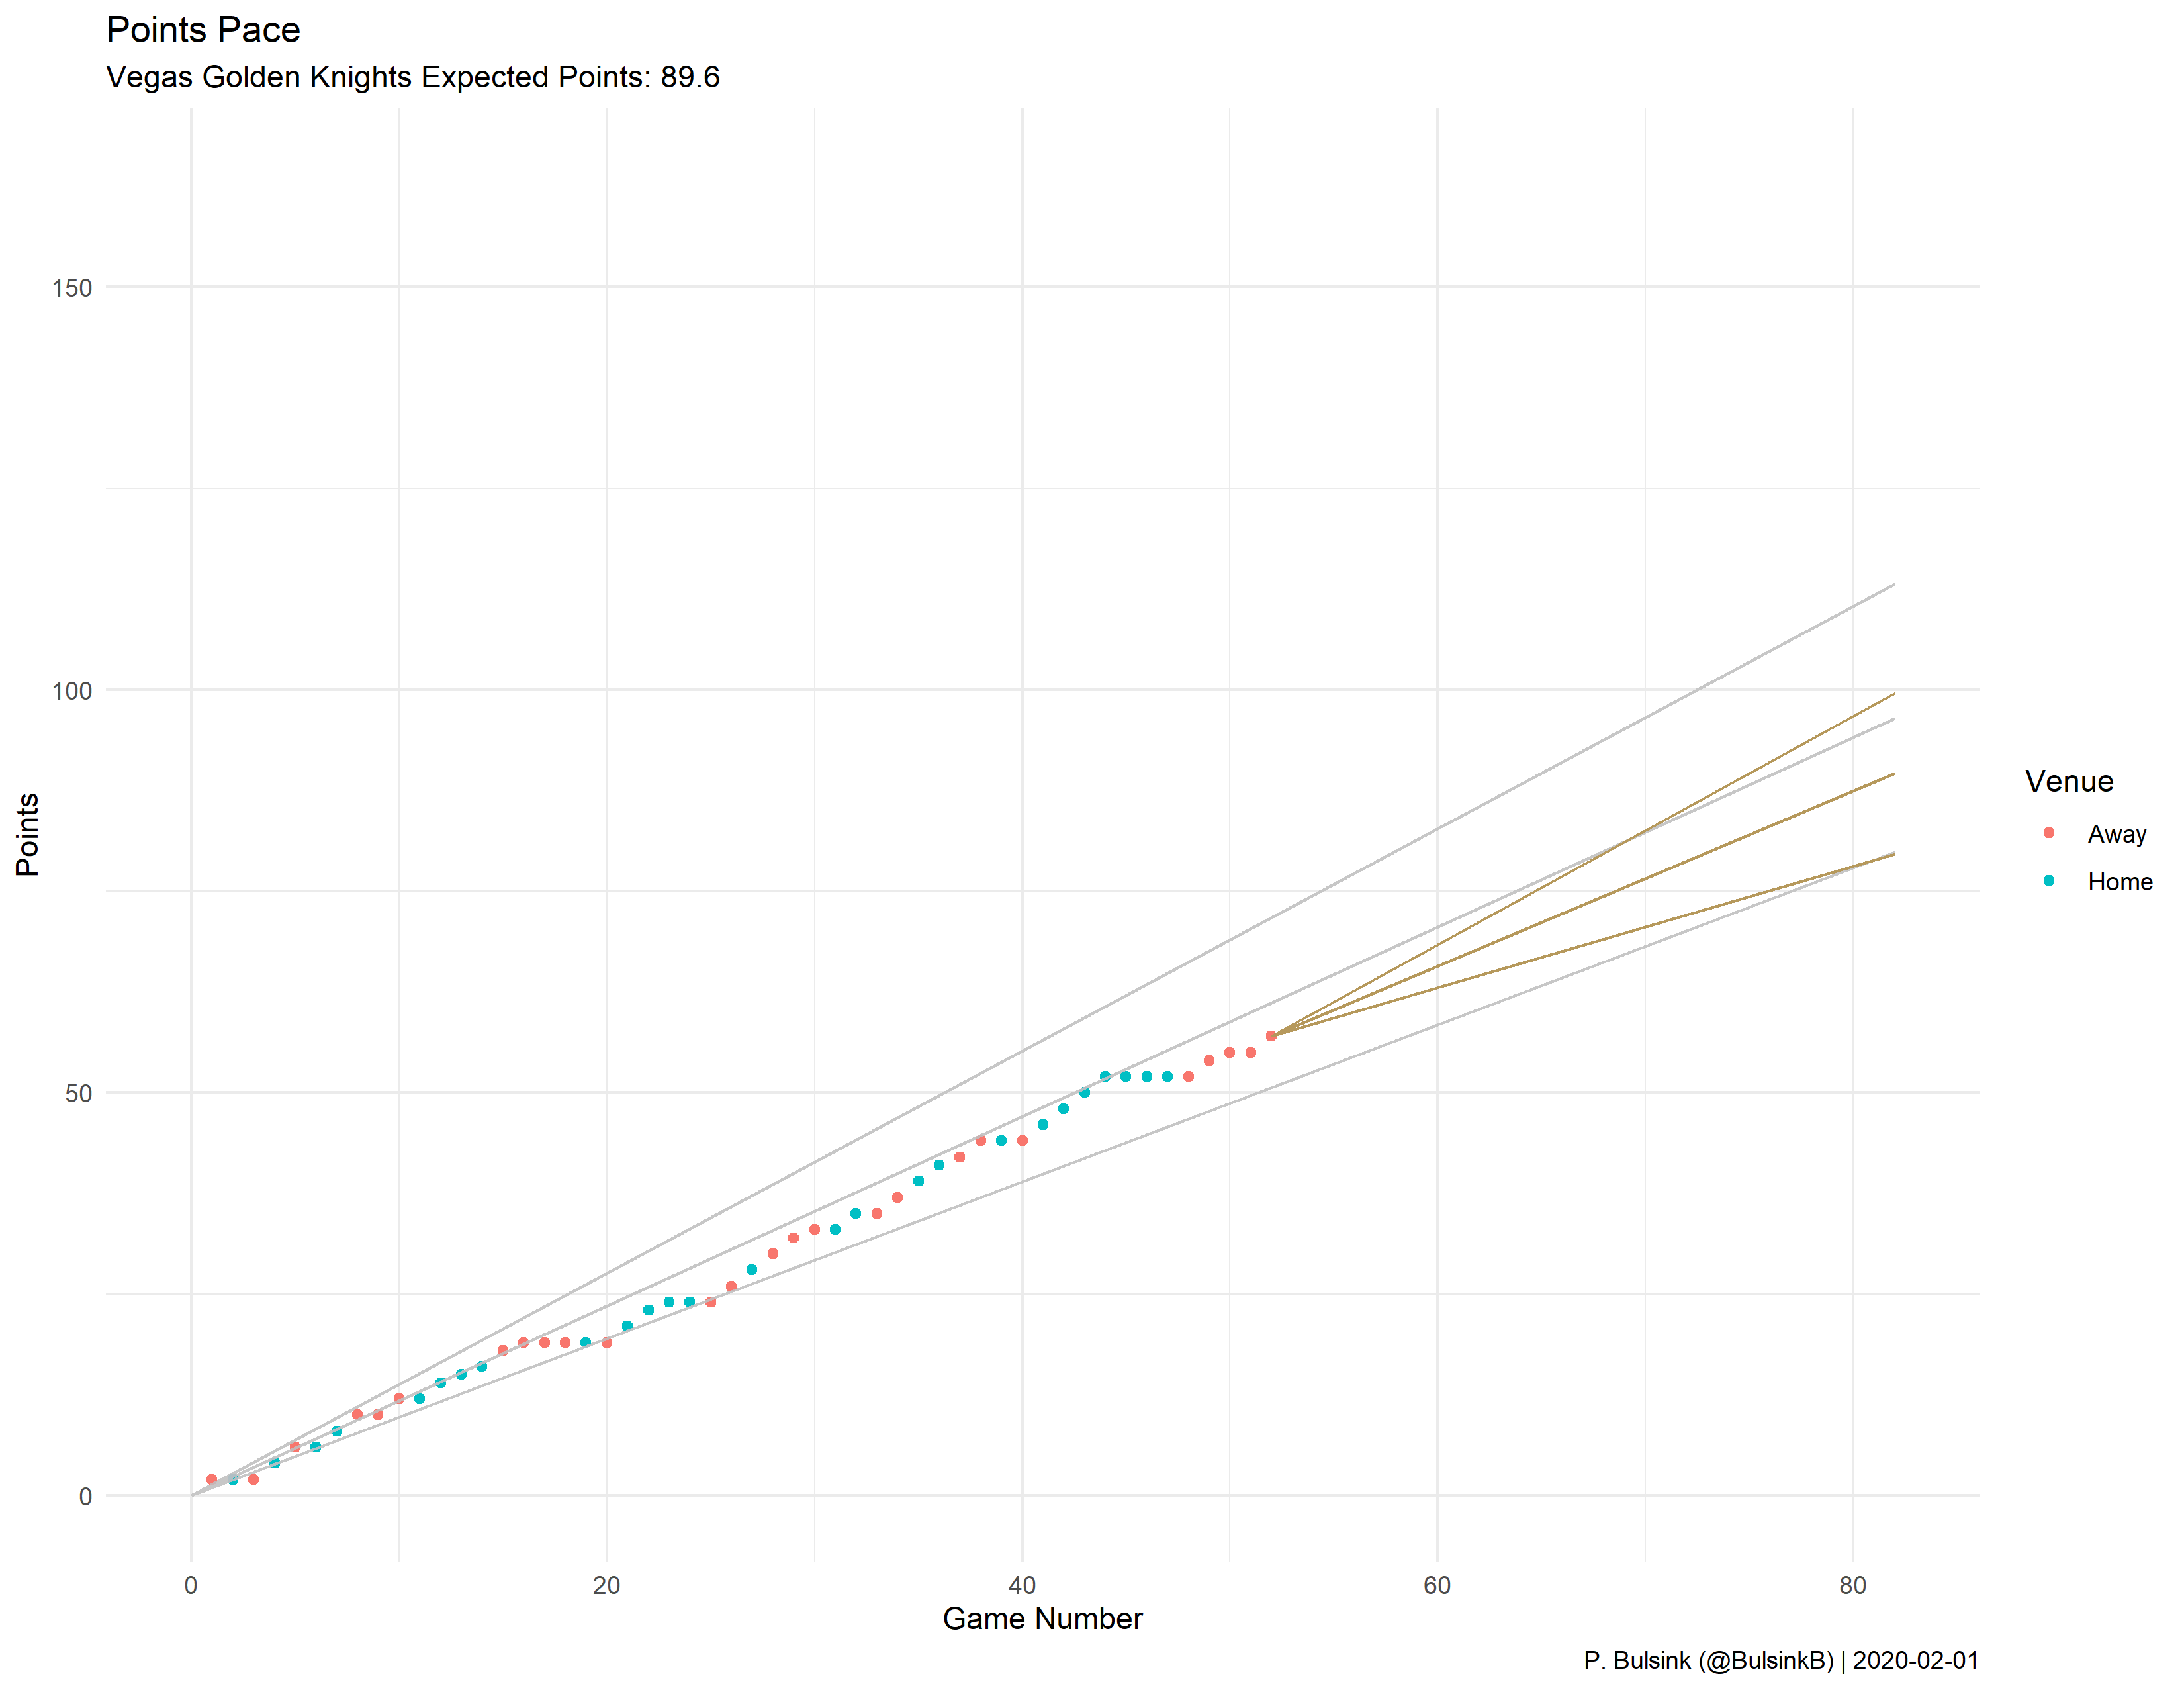 Points Pace
Vegas Golden Knights Expected Points: 89.6
150
100
50
0
Points
0 20 40 60 80
Game Number
Venue
Away
Home
P. Bulsink (@BulsinkB) | 2020-02-01